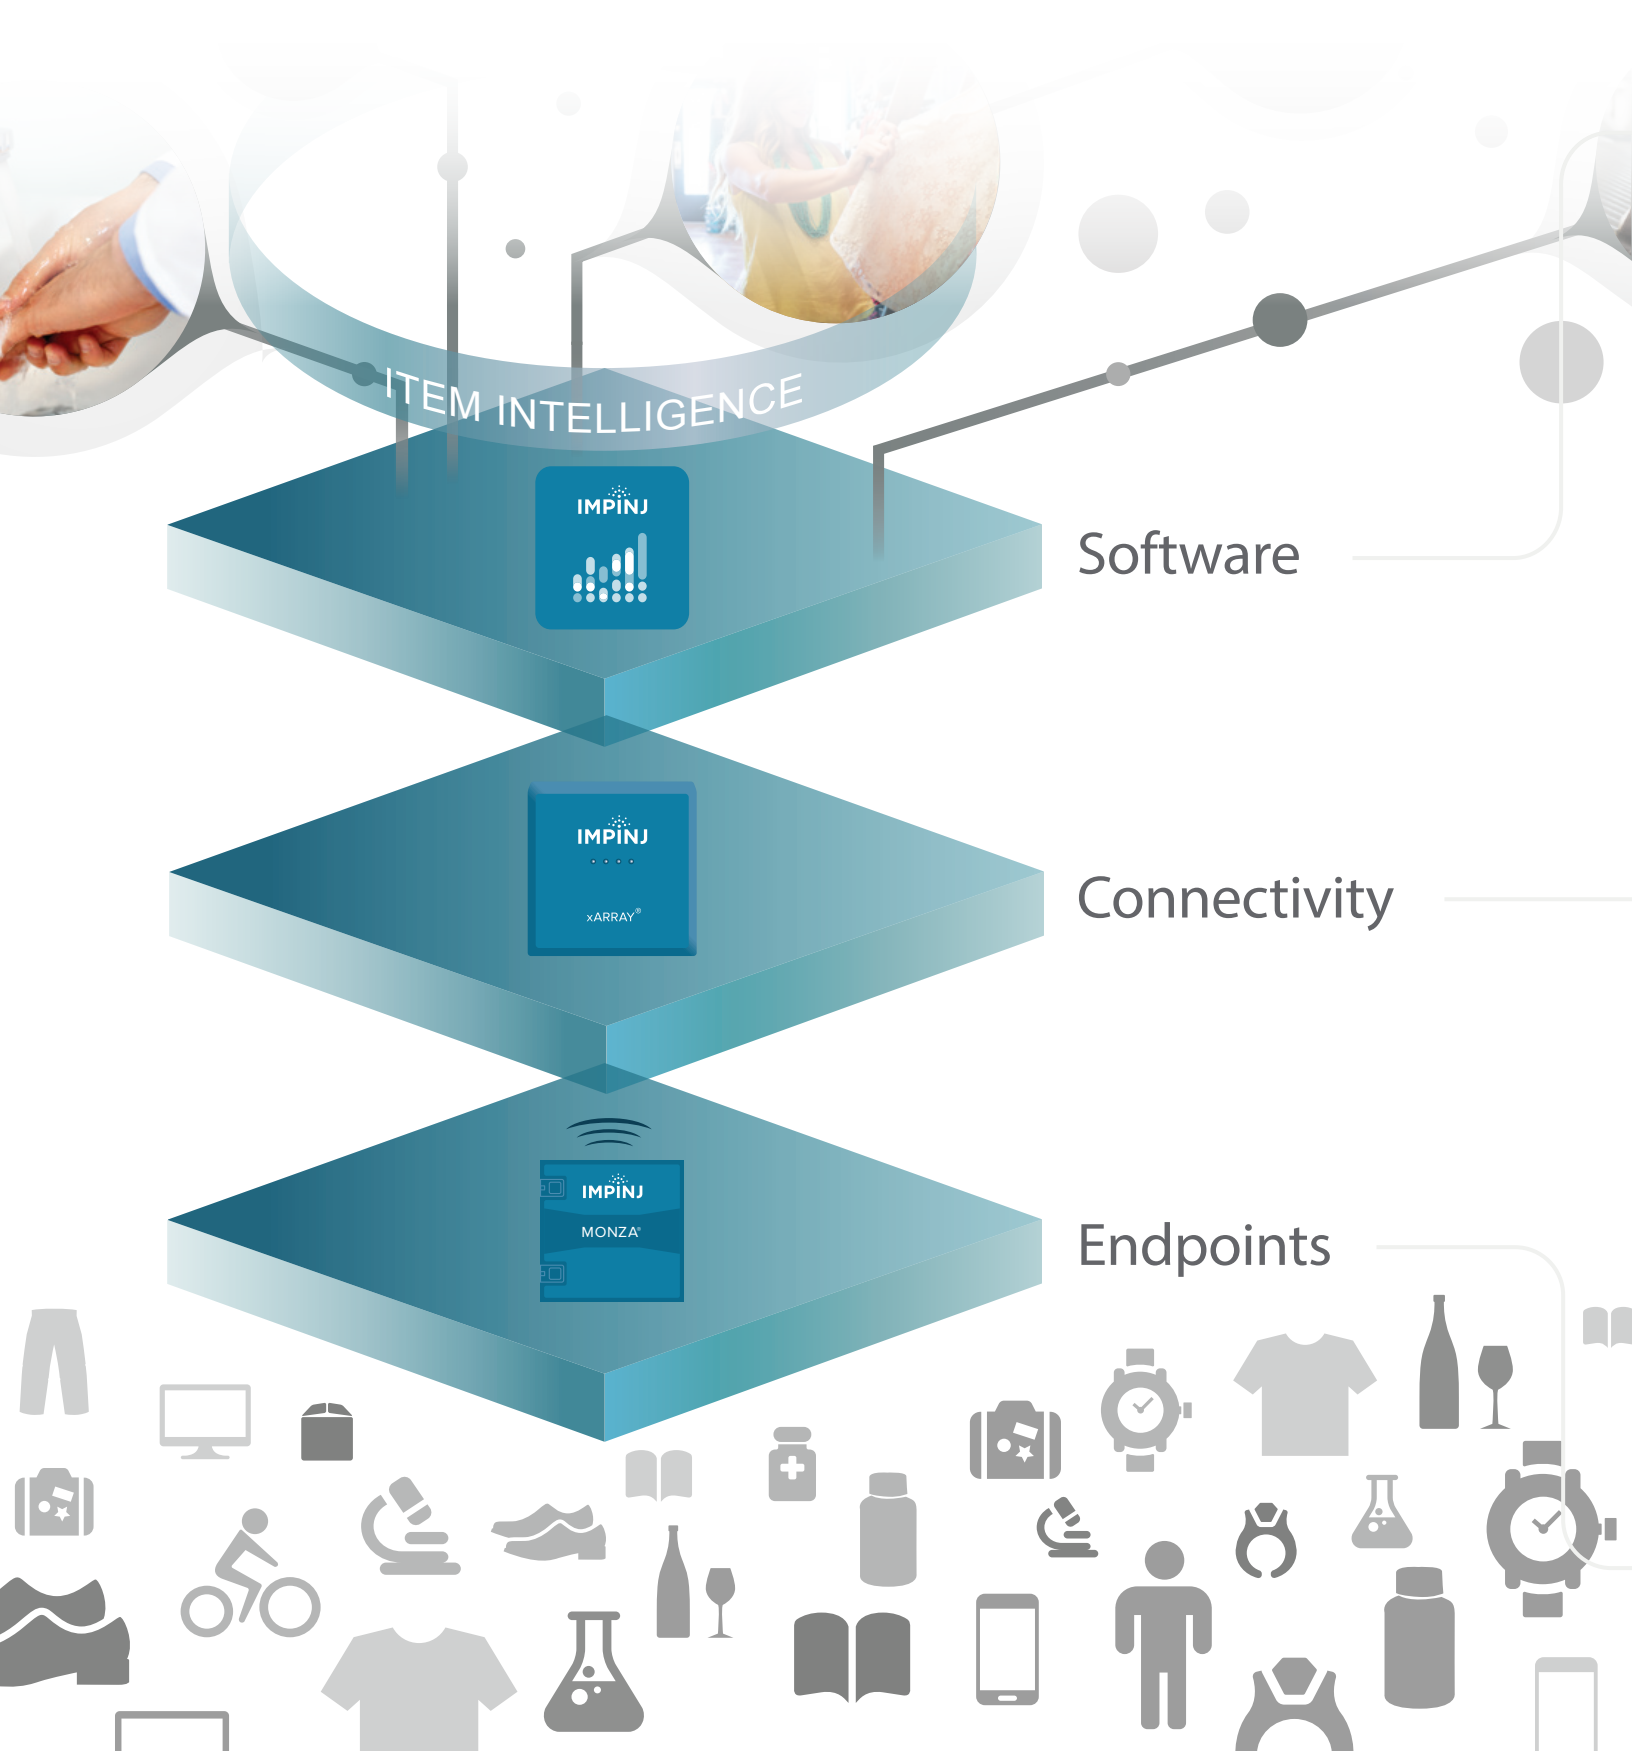 ITEM INTELLIGENCE
IMPINJ
Software
IMPINJ
xARRAY®
Connectivity
IMPINJ
MONZA®
Endpoints